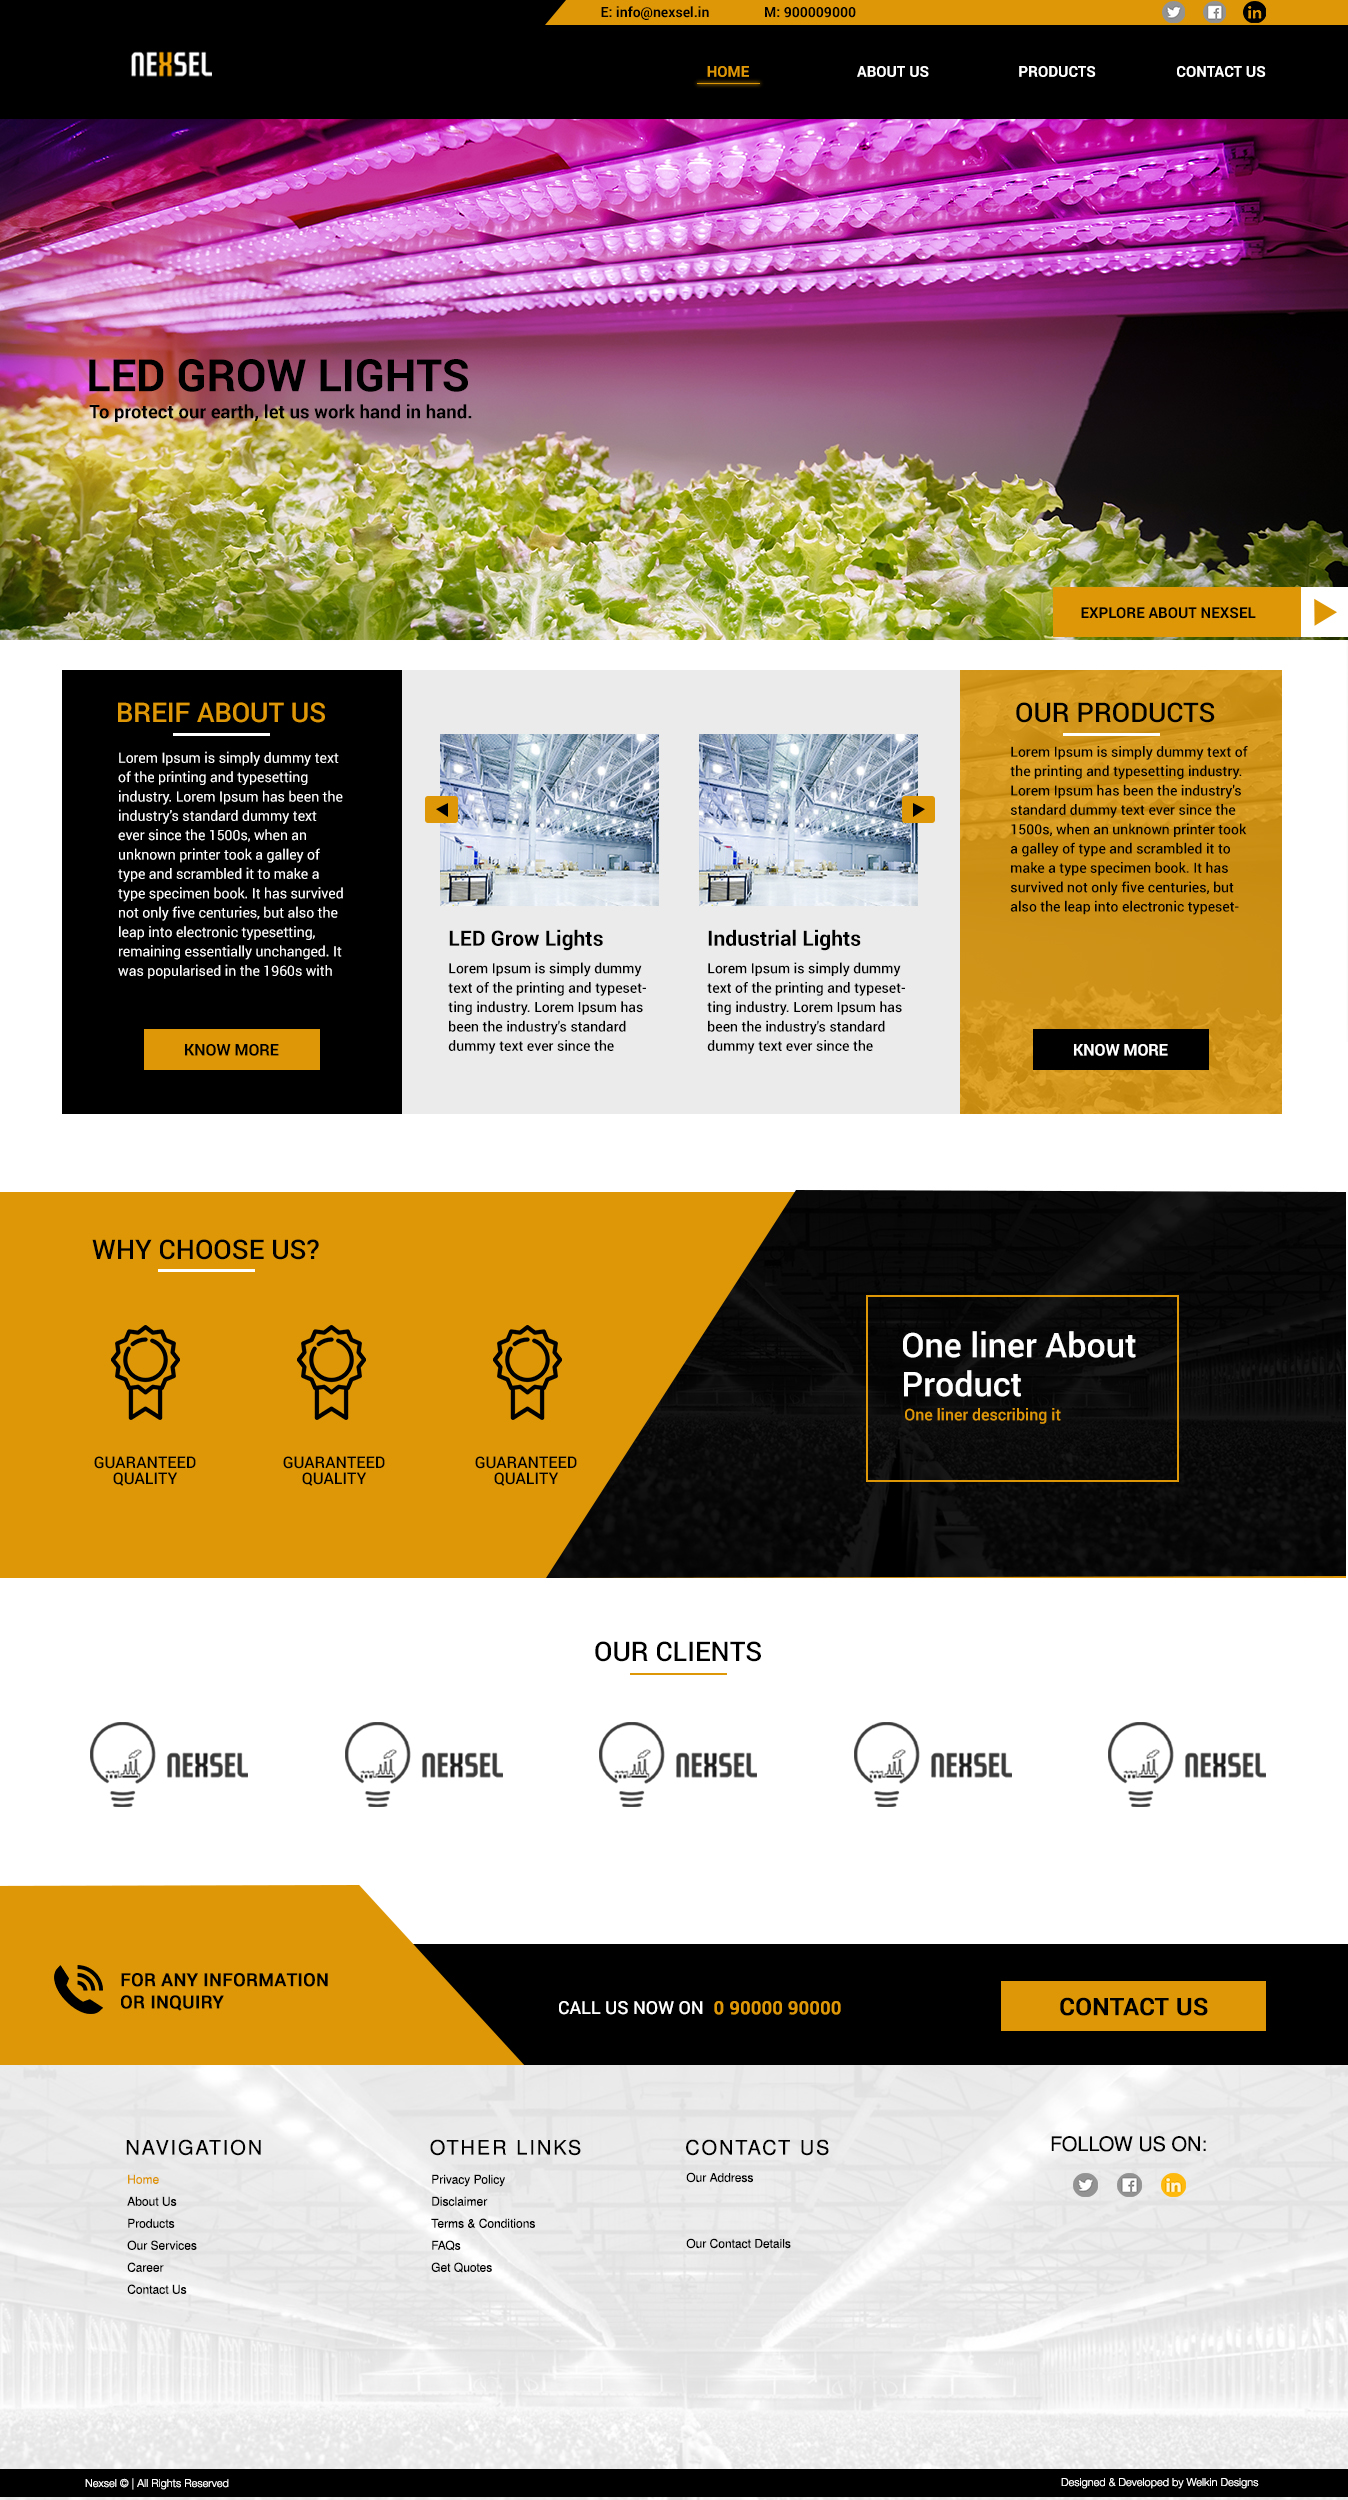 E: info@nexsel.in
M: 900009000
NEXSEL
HOME
ABOUT US
PRODUCTS
CONTACT US
LED GROW LIGHTS
To protect our earth, let us work hand in hand.
EXPLORE ABOUT NEXSEL
BREIF ABOUT US
Lorem Ipsum is simply dummy text
of the printing and typesetting
industry. Lorem Ipsum has been the
industry's standard dummy text
ever since the 1500s, when an
unknown printer took a galley of
type and scrambled it to make a
type specimen book. It has survived
not only five centuries, but also the
leap into electronic typesetting,
remaining essentially unchanged. It
was popularised in the 1960s with
KNOW MORE
LED Grow Lights
Lorem Ipsum is simply dummy
text of the printing and typeset-
ting industry. Lorem Ipsum has
been the industry's standard
dummy text ever since the
Industrial Lights
Lorem Ipsum is simply dummy
text of the printing and typeset-
ting industry. Lorem Ipsum has
been the industry's standard
dummy text ever since the
OUR PRODUCTS
Lorem Ipsum is simply dummy text of
the printing and typesetting industry.
Lorem Ipsum has been the industry's
standard dummy text ever since the
1500s, when an unknown printer took
a galley of type and scrambled it to
make a type specimen book. It has
survived not only five centuries, but
also the leap into electronic typeset-
KNOW MORE
WHY CHOOSE US?
GUARANTEED
QUALITY
GUARANTEED
QUALITY
GUARANTEED
QUALITY
One liner About
Product
One liner describing it
OUR CLIENTS
NEXSEL
NEXSEL
NEXSEL
NEXSEL
NEXSEL
FOR ANY INFORMATION
OR INQUIRY
CALL US NOW ON 0 90000 90000
CONTACT US
NAVIGATION
Home
About Us
Products
Our Services
Career
Contact Us
OTHER LINKS
Privacy Policy
Disclaimer
Terms & Conditions
FAQs
Get Quotes
CONTACT US
Our Address
Our Contact Details
FOLLOW US ON:
Nexsel © | All Rights Reserved
Designed & Developed by Welkin Designs